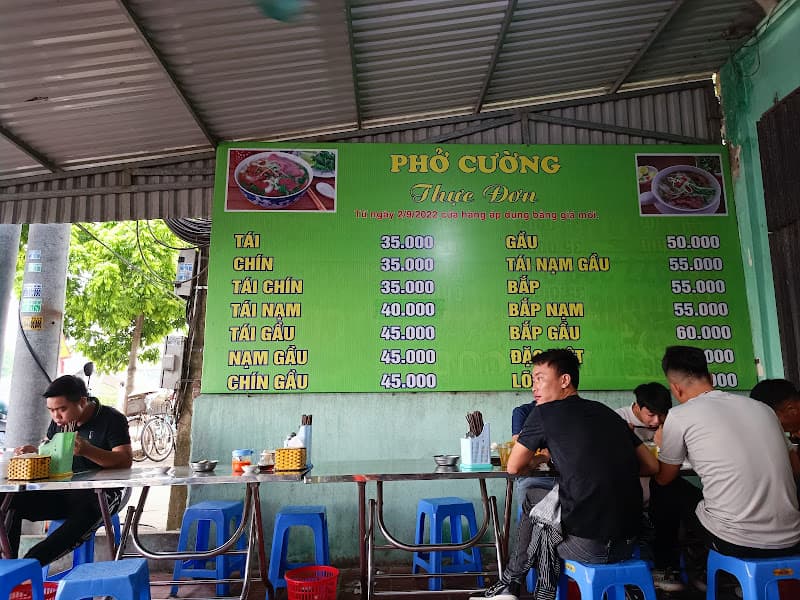 PHỞ CƯỜNG
Thực Đơn
Từ ngày 2/9/2022 cửa hàng áp dụng bảng giá mới.
TÁI 35.000
CHÍN 35.000
TÁI CHÍN 35.000
TÁI NẠM 40.000
TÁI GẦU 45.000
NẠM GẦU 45.000
CHÍN GẦU 45.000
GẦU 50.000
TÁI NẠM GẦU 55.000
BẮP 55.000
BẮP NẠM 55.000
BẮP GẦU 60.000